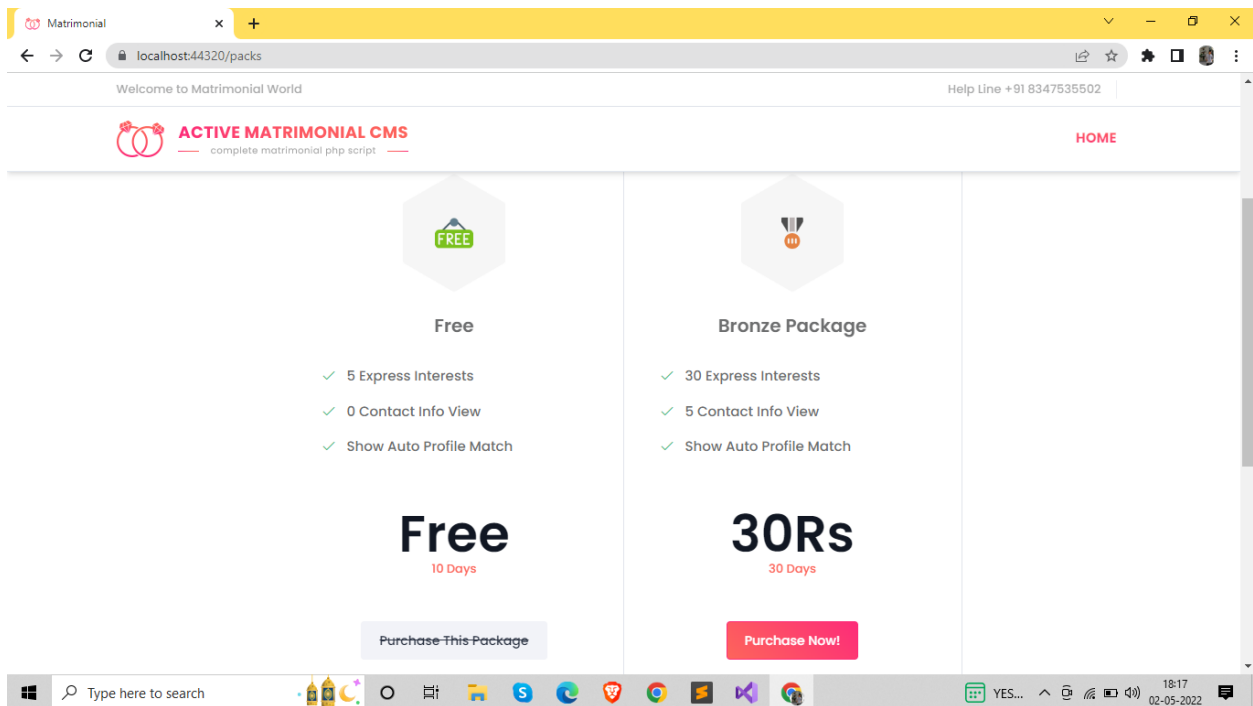 Matrimonial
localhost:44320/packs
Welcome to Matrimonial World
Help Line +91 8347535502
ACTIVE MATRIMONIAL CMS
complete matrimonial php script
HOME
FREE
Free
5 Express Interests
0 Contact Info View
Show Auto Profile Match
Free
10 Days
Purchase This Package
Bronze Package
30 Express Interests
5 Contact Info View
Show Auto Profile Match
30Rs
30 Days
Purchase Now!
Type here to search
YES...
18:17
02-05-2022